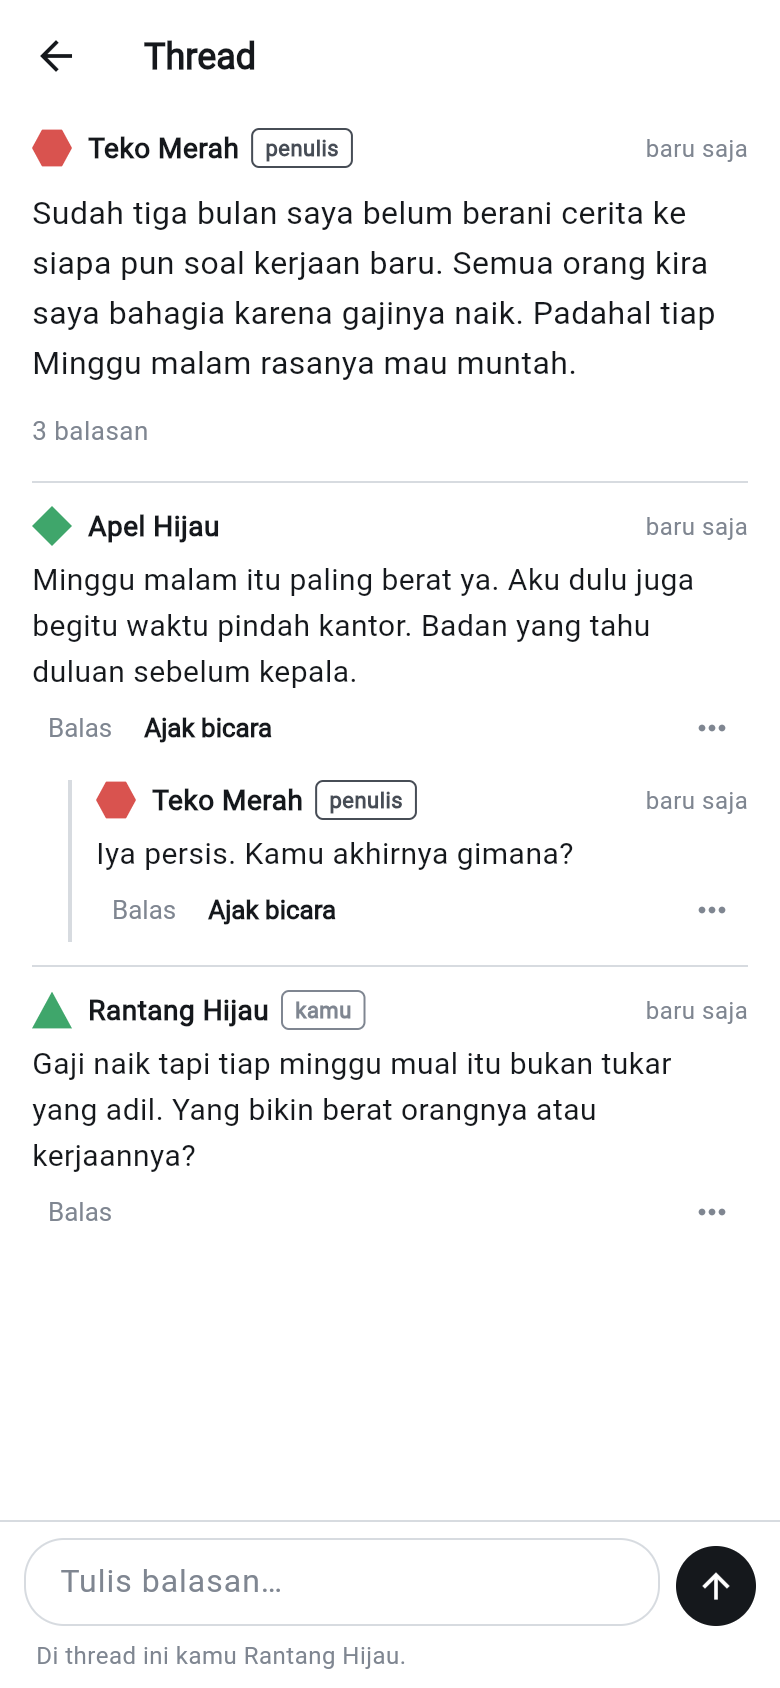 Thread
Teko Merah penulis baru saja
Sudah tiga bulan saya belum berani cerita ke
siapa pun soal kerjaan baru. Semua orang kira
saya bahagia karena gajinya naik. Padahal tiap
Minggu malam rasanya mau muntah.
3 balasan
Apel Hijau baru saja
Minggu malam itu paling berat ya. Aku dulu juga
begitu waktu pindah kantor. Badan yang tahu
duluan sebelum kepala.
Balas Ajak bicara
Teko Merah penulis baru saja
Iya persis. Kamu akhirnya gimana?
Balas Ajak bicara
Rantang Hijau kamu baru saja
Gaji naik tapi tiap minggu mual itu bukan tukar
yang adil. Yang bikin berat orangnya atau
kerjaannya?
Balas
Tulis balasan…
Di thread ini kamu Rantang Hijau.